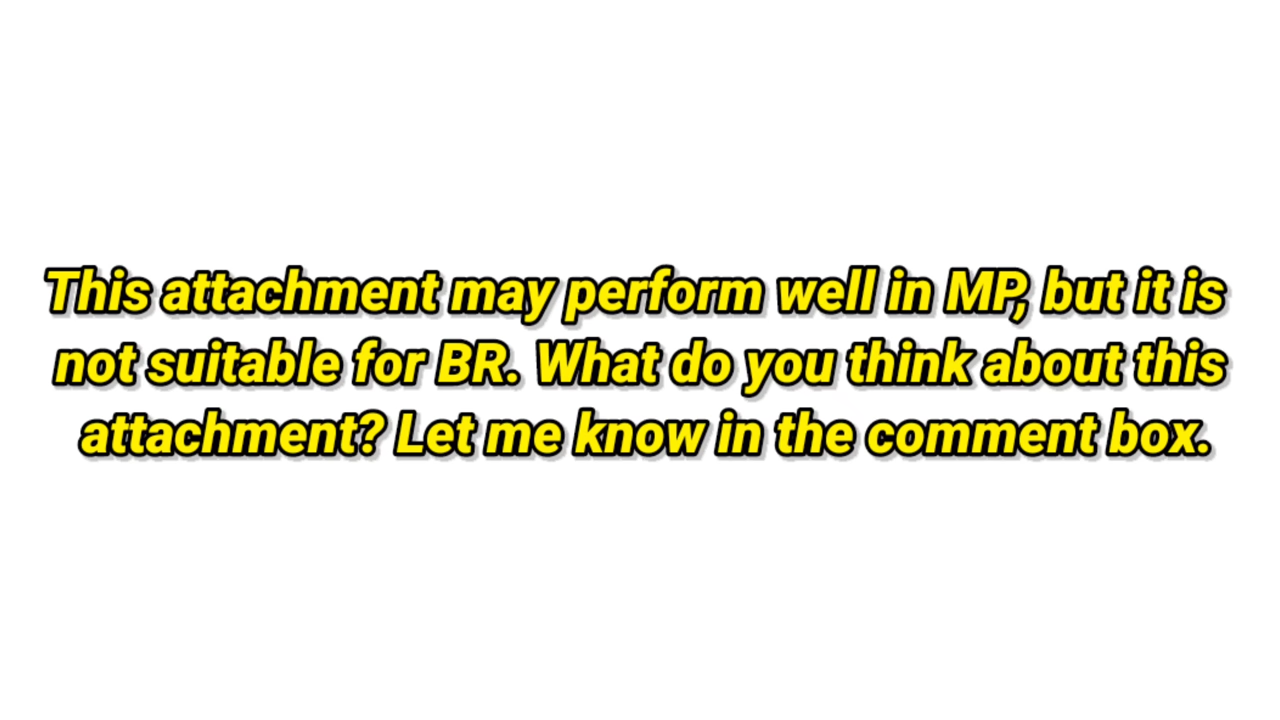 This attachment may perform well in MP, but it is
not suitable for BR. What do you think about this
attachment? Let me know in the comment box.